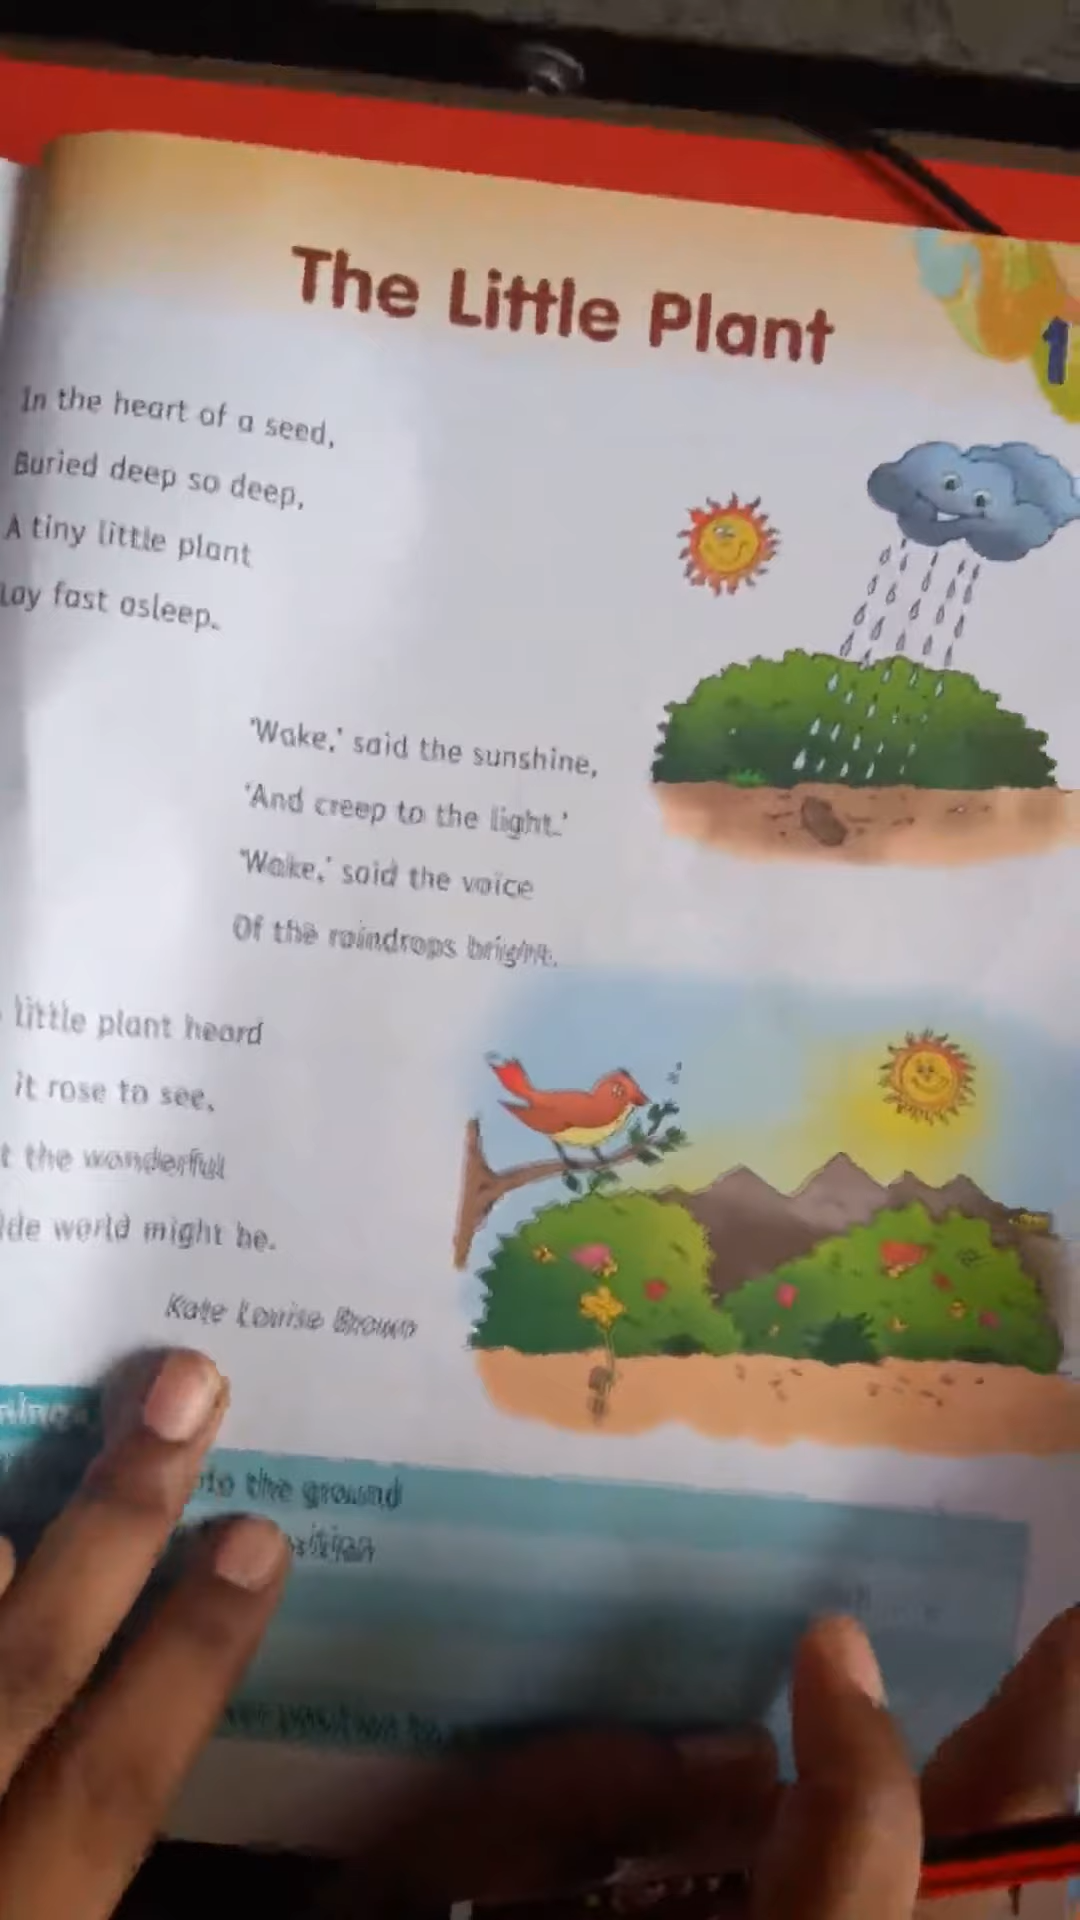 The Little Plant
1
In the heart of a seed,
Buried deep so deep,
A tiny little plant
Lay fast asleep.
'Wake,' said the sunshine,
'And creep to the light.'
'Wake,' said the voice
Of the raindrops bright.
little plant heard
it rose to see,
the wonderful
world might be.
Kate Louise Brown
the ground